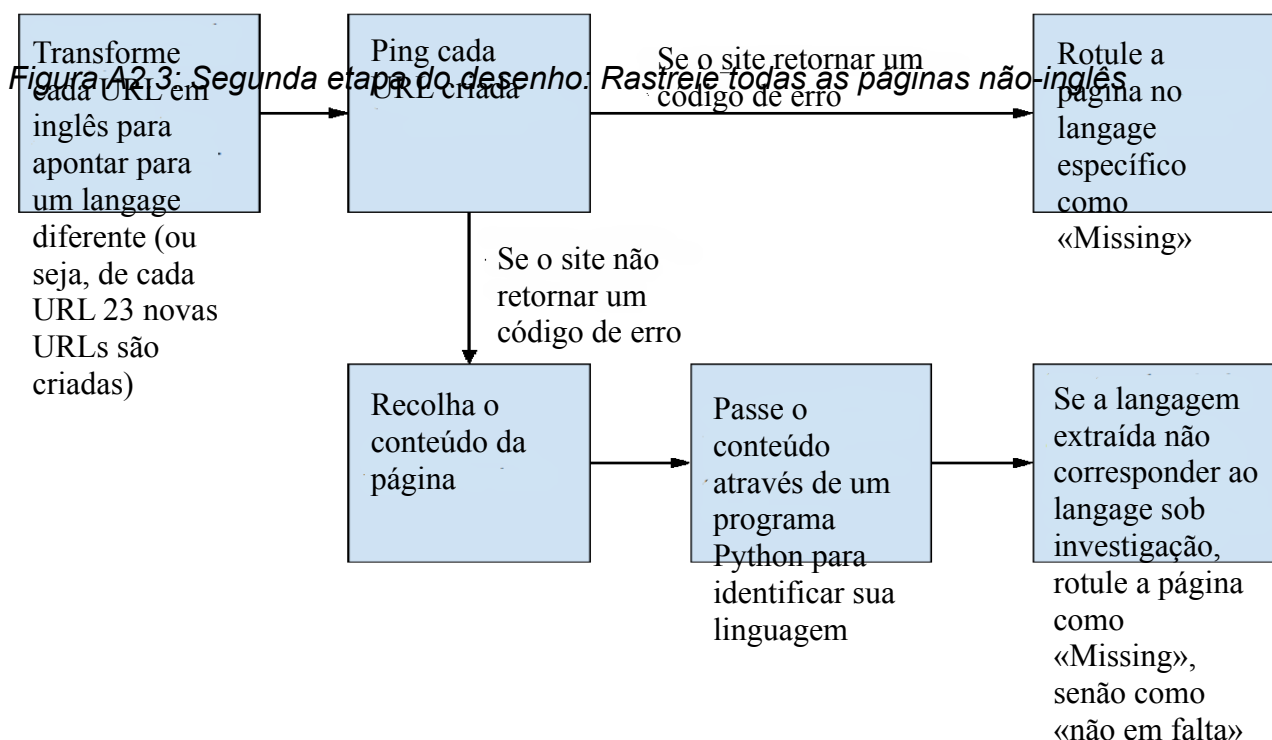 Figura A2.3: Segunda etapa do desenho: Rastreie todas as páginas não-inglês
Transforme
cada URL em
inglês para
apontar para
um langage
diferente (ou
seja, de cada
URL 23 novas
URLs são
criadas)
Ping cada
URL criada
Se o site retornar um
código de erro
Rotule a
página no
langage
específico
como
«Missing»
Se o site não
retornar um
código de erro
Recolha o
conteúdo da
página
Passe o
conteúdo
através de um
programa
Python para
identificar sua
linguagem
Se a langagem
extraída não
corresponder ao
langage sob
investigação,
rotule a página
como
«Missing»,
senão como
«não em falta»